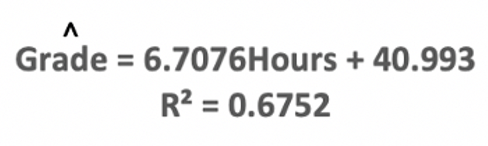 ^
Grade = 6.7076Hours + 40.993
R² = 0.6752